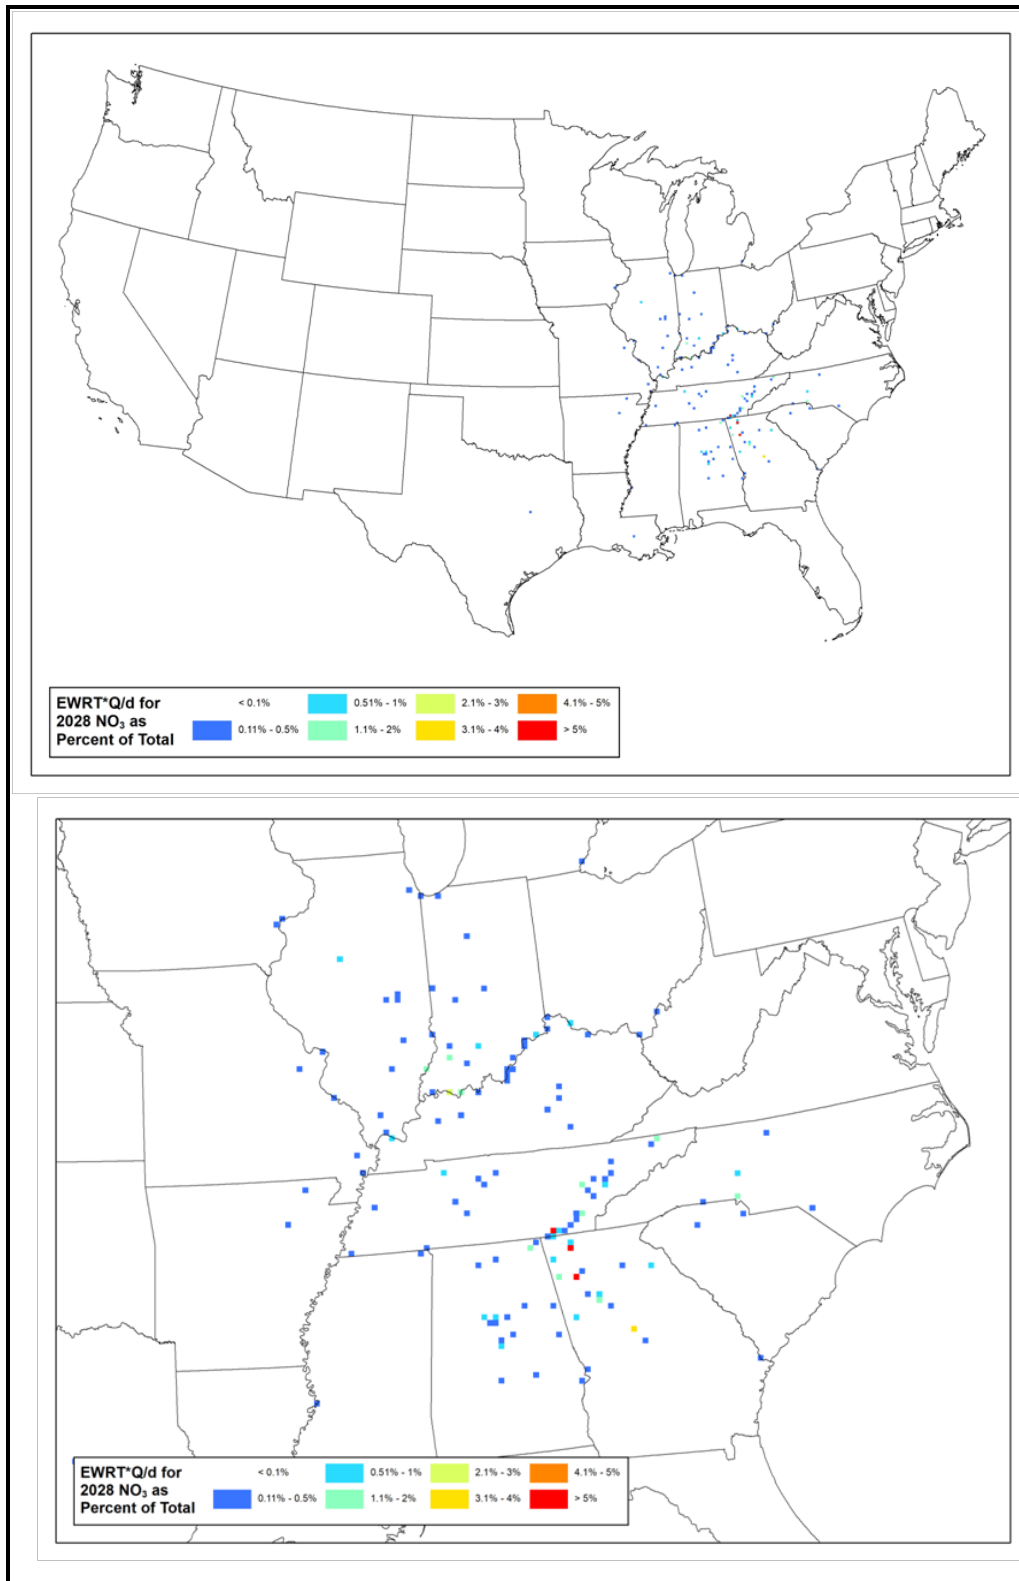 EWRT*Q/d for
2028 NO₃ as
Percent of Total
< 0.1%
0.51% - 1%
2.1% - 3%
4.1% - 5%
0.11% - 0.5%
1.1% - 2%
3.1% - 4%
> 5%
EWRT*Q/d for
2028 NO₃ as
Percent of Total
< 0.1%
0.51% - 1%
2.1% - 3%
4.1% - 5%
0.11% - 0.5%
1.1% - 2%
3.1% - 4%
> 5%